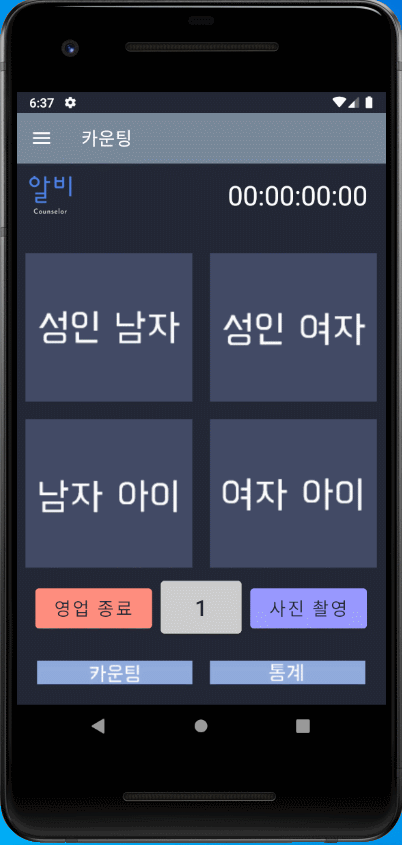 6:37
카운팅
알비
Counselor
00:00:00:00
성인 남자
성인 여자
남자 아이
여자 아이
영업 종료
1
사진 촬영
카운팅
통계